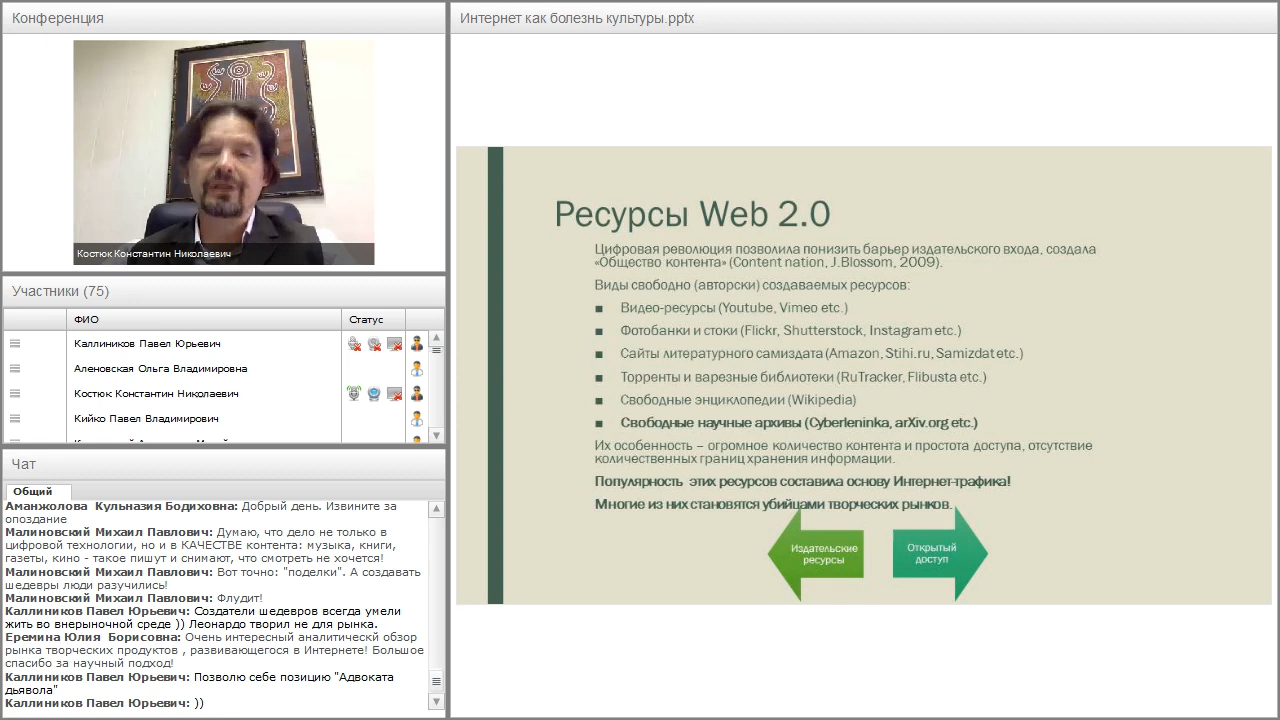 Конференция
Костюк Константин Николаевич
Участники (75)
ФИО
Статус
Каллиников Павел Юрьевич
Аленовская Ольга Владимировна
Костюк Константин Николаевич
Кийко Павел Владимирович
Чат
Общий
Аманжолова Кульназия Бодиховна: Добрый день. Извините за
опоздание
Малиновский Михаил Павлович: Думаю, что дело не только в
цифровой технологии, но и в КАЧЕСТВЕ контента: музыка, книги,
газеты, кино - такое пишут и снимают, что смотреть не хочется!
Малиновский Михаил Павлович: Вот точно: "поделки". А создавать
шедевры люди разучились!
Малиновский Михаил Павлович: Флудит!
Каллиников Павел Юрьевич: Создатели шедевров всегда умели
жить во внерыночной среде )) Леонардо творил не для рынка.
Еремина Юлия Борисовна: Очень интересный аналитическй обзор
рынка творческих продуктов , развивающегося в Интернете! Большое
спасибо за научный подход!
Каллиников Павел Юрьевич: Позволю себе позицию "Адвоката
дьявола"
Каллиников Павел Юрьевич: ))
Интернет как болезнь культуры.pptx
Ресурсы Web 2.0
Цифровая революция позволила понизить барьер издательского входа, создала
«Общество контента» (Content nation, J.Blossom, 2009).
Виды свободно (авторски) создаваемых ресурсов:
■ Видео-ресурсы (Youtube, Vimeo etc.)
■ Фотобанки и стоки (Flickr, Shutterstock, Instagram etc.)
■ Сайты литературного самиздата (Amazon, Stihi.ru, Samizdat etc.)
■ Торренты и варезные библиотеки (RuTracker, Flibusta etc.)
■ Свободные энциклопедии (Wikipedia)
■ Свободные научные архивы (Cyberleninka, arXiv.org etc.)
Их особенность – огромное количество контента и простота доступа, отсутствие
количественных границ хранения информации.
Популярность этих ресурсов составила основу Интернет-трафика!
Многие из них становятся убийцами творческих рынков.
Издательские
ресурсы
Открытый
доступ